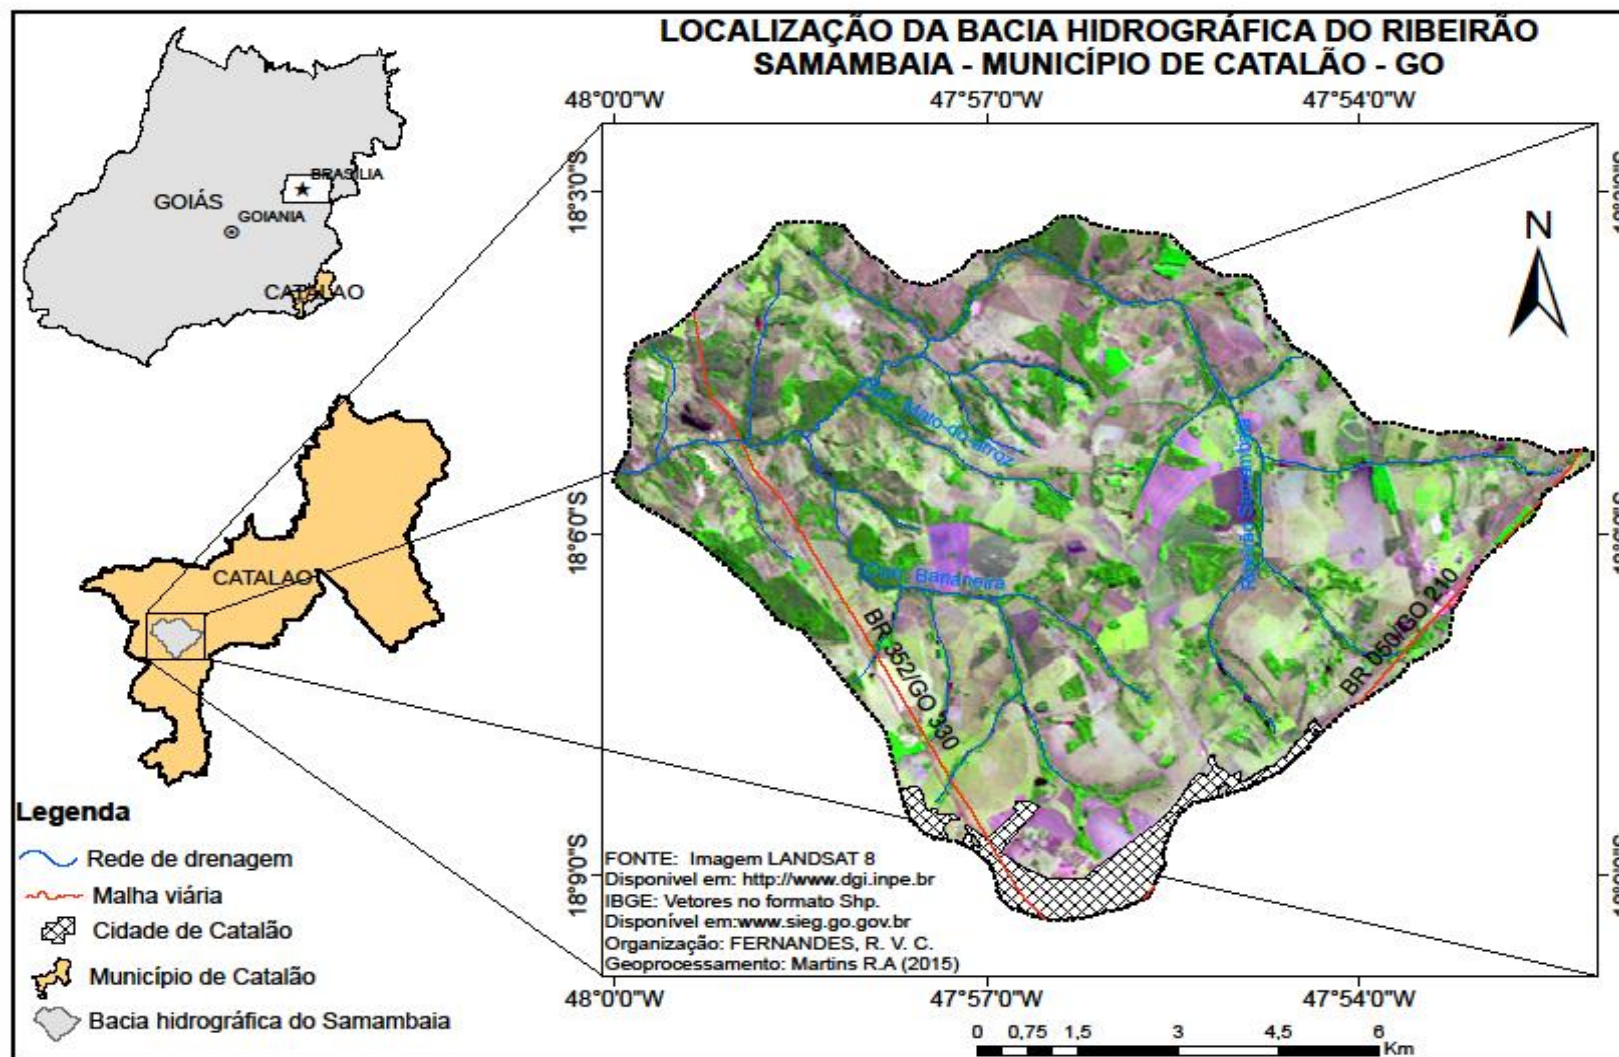 LOCALIZAÇÃO DA BACIA HIDROGRÁFICA DO RIBEIRÃO
SAMAMBAIA - MUNICÍPIO DE CATALÃO - GO
48°0'0"W
47°57'0"W
47°54'0"W
BRASILIA
GOIÁS
GOIANIA
CATALAO
18°3'0"S
N
Mato-do-arroz
18°6'0"S
CATALAO
Bananeira
Ribeirão
BR 352/GO 330
BR 050/GO 210
18°9'0"S
Legenda
Rede de drenagem
Malha viária
Cidade de Catalão
Município de Catalão
Bacia hidrográfica do Samambaia
FONTE: Imagem LANDSAT 8
Disponivel em: http://www.dgi.inpe.br
IBGE: Vetores no formato Shp.
Disponível em:www.sieg.go.gov.br
Organização: FERNANDES, R. V. C.
Geoprocessamento: Martins R.A (2015)
48°0'0"W
47°57'0"W
47°54'0"W
0 0,75 1,5 3 4,5 6
Km